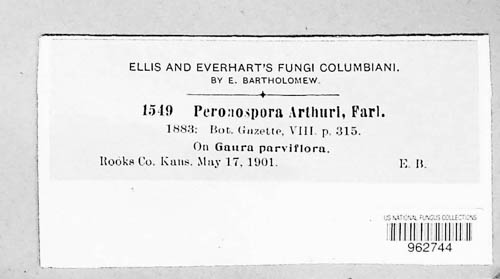 ELLIS AND EVERHART'S FUNGI COLUMBIANI.
BY E. BARTHOLOMEW.
1549 Peronospora Arthuri, Farl.
1883: Bot. Gazette, VIII. p. 315.
On Gaura parviflora.
Rooks Co. Kans. May 17, 1901. E. B.
US NATIONAL FUNGUS COLLECTIONS
962744